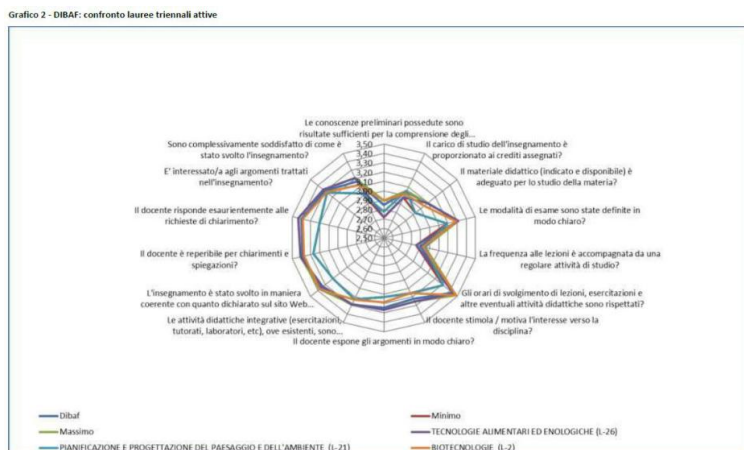 Grafico 2 - DIBAF: confronto lauree triennali attive
Le conoscenze preliminari possedute sono
risultate sufficienti per la comprensione degli...
Il carico di studio dell'insegnamento è
proporzionato ai crediti assegnati?
Il materiale didattico (indicato e disponibile) è
adeguato per lo studio della materia?
Le modalità di esame sono state definite in
modo chiaro?
La frequenza alle lezioni è accompagnata da una
regolare attività di studio?
Gli orari di svolgimento di lezioni, esercitazioni e
altre eventuali attività didattiche sono rispettati?
Il docente stimola / motiva l'interesse verso la
disciplina?
Il docente espone gli argomenti in modo chiaro?
Le attività didattiche integrative (esercitazioni,
tutorati, laboratori, etc), ove esistenti, sono...
L'insegnamento è stato svolto in maniera
coerente con quanto dichiarato sul sito Web...
Il docente è reperibile per chiarimenti e
spiegazioni?
Il docente risponde esaurientemente alle
richieste di chiarimento?
E' interessato/a agli argomenti trattati
nell'insegnamento?
Sono complessivamente soddisfatto di come è
stato svolto l'insegnamento?
3,50
3,40
3,30
3,20
3,10
3,00
2,90
2,80
2,70
2,60
2,50
Dibaf
Minimo
Massimo
TECNOLOGIE ALIMENTARI ED ENOLOGICHE (L-26)
PIANIFICAZIONE E PROGETTAZIONE DEL PAESAGGIO E DELL'AMBIENTE (L-21)
BIOTECNOLOGIE (L-2)